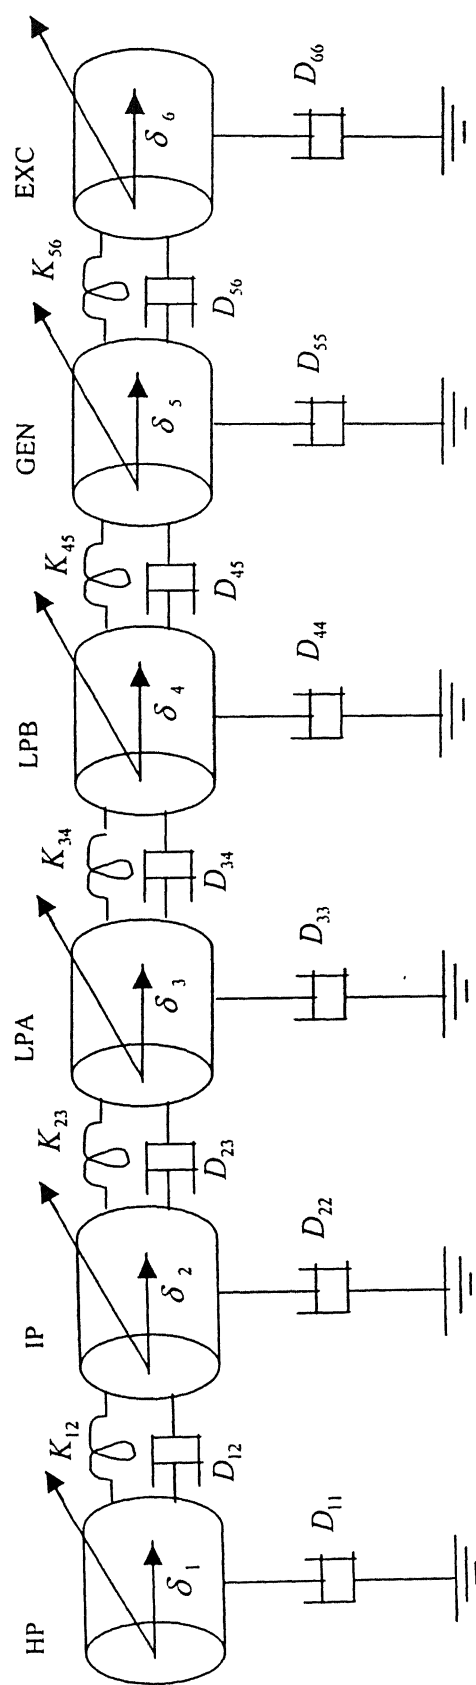 HP IP LPA LPB GEN EXC
K₁₂ K₂₃ K₃₄ K₄₅ K₅₆
δ₁ δ₂ δ₃ δ₄ δ₅ δ₆
D₁₂ D₂₃ D₃₄ D₄₅ D₅₆
D₁₁ D₂₂ D₃₃ D₄₄ D₅₅ D₆₆